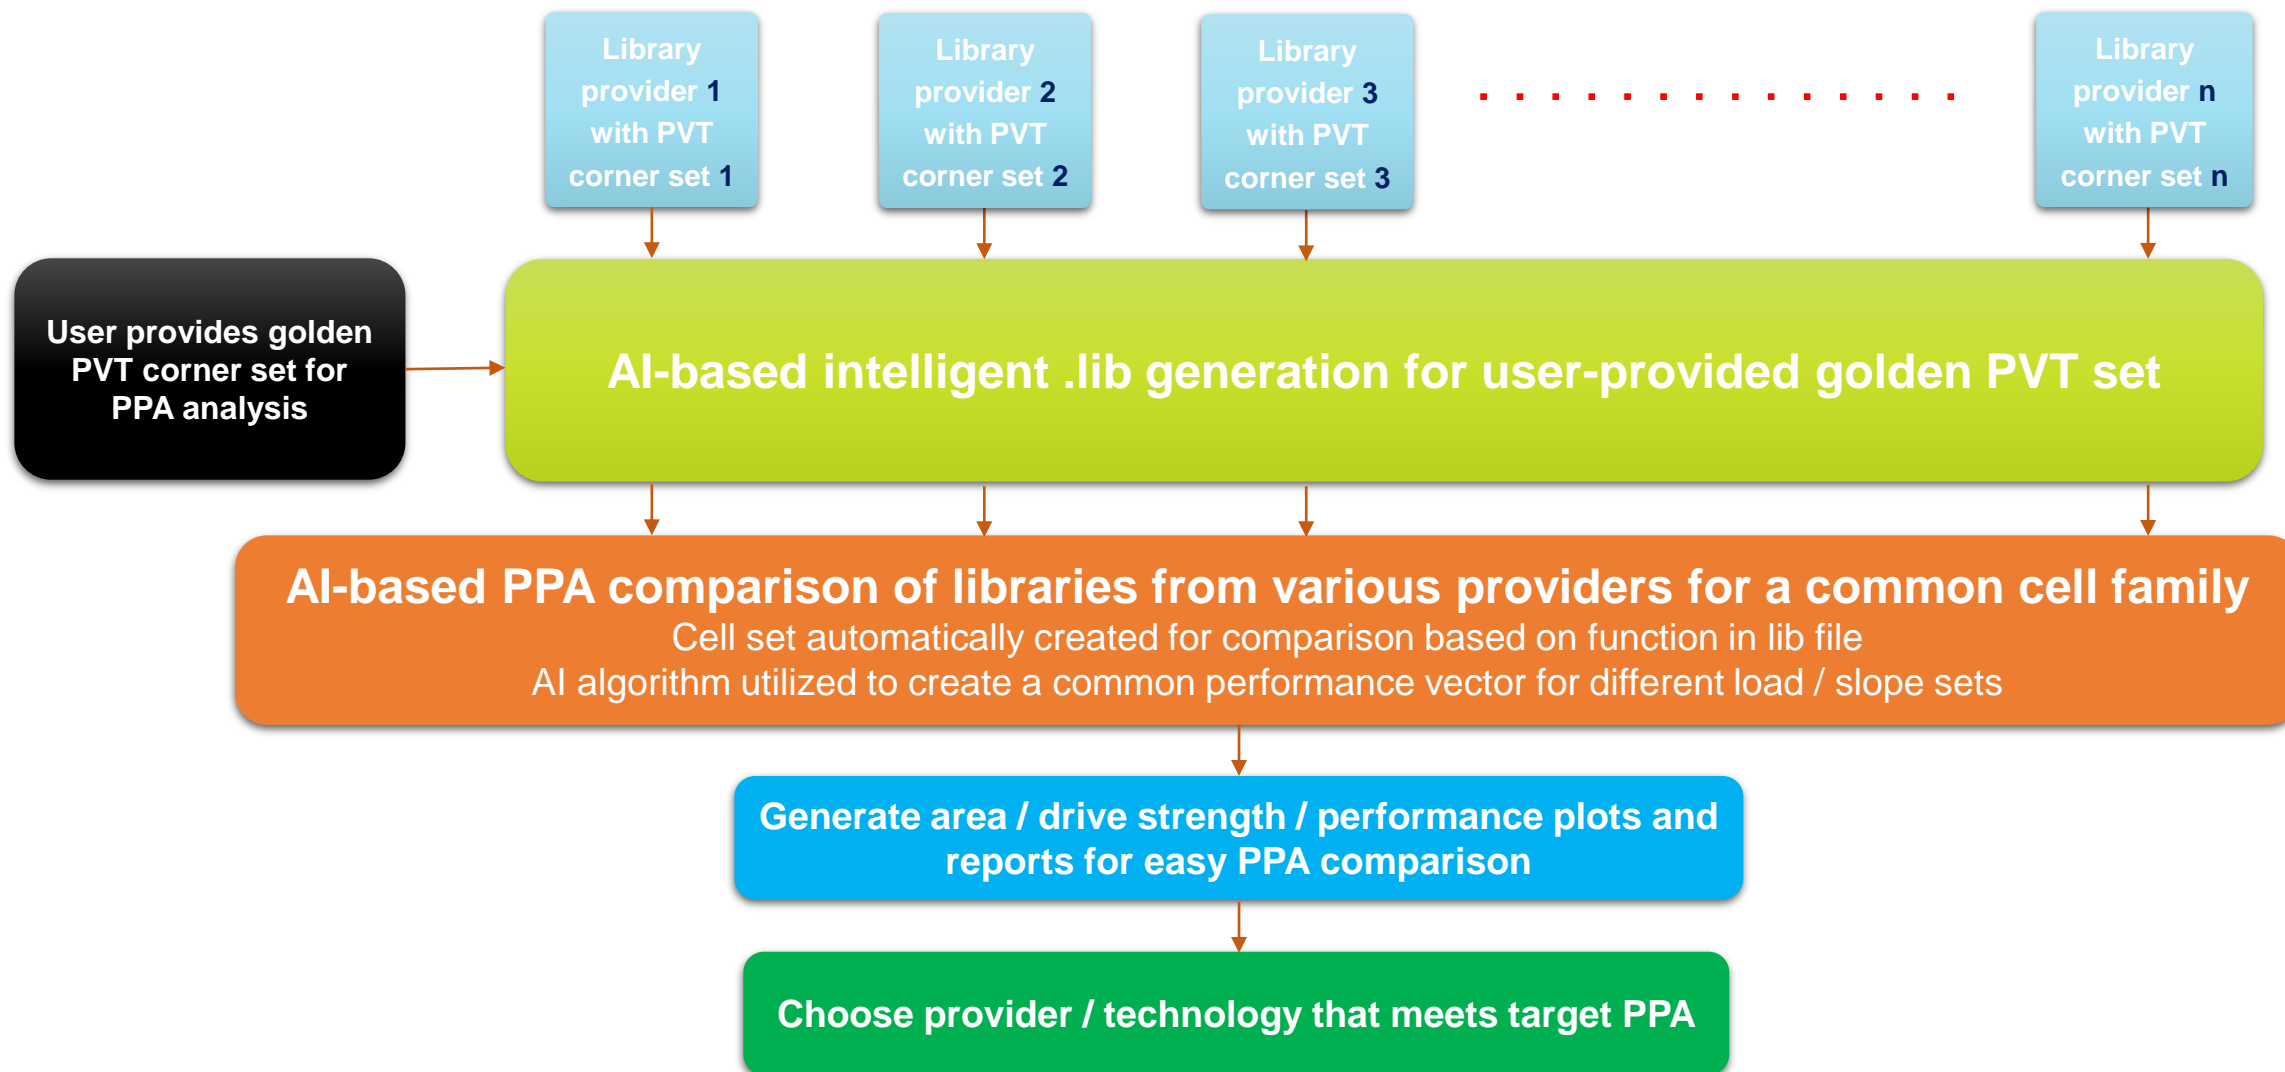 Library
provider 1
with PVT
corner set 1
Library
provider 2
with PVT
corner set 2
Library
provider 3
with PVT
corner set 3
Library
provider n
with PVT
corner set n
User provides golden
PVT corner set for
PPA analysis
AI-based intelligent .lib generation for user-provided golden PVT set
AI-based PPA comparison of libraries from various providers for a common cell family
Cell set automatically created for comparison based on function in lib file
AI algorithm utilized to create a common performance vector for different load / slope sets
Generate area / drive strength / performance plots and
reports for easy PPA comparison
Choose provider / technology that meets target PPA